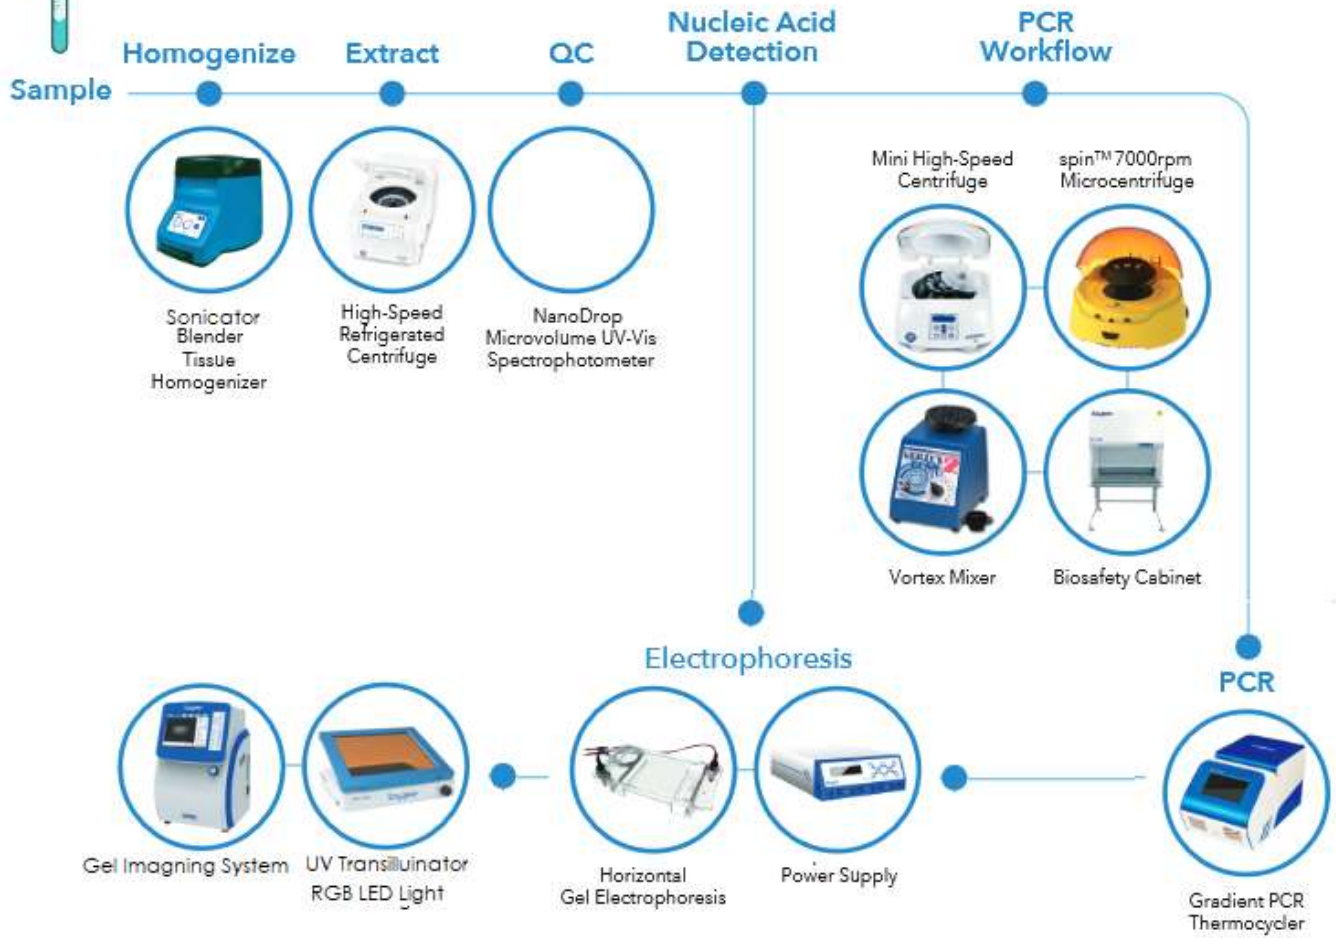 Sample
Homogenize
Extract
QC
Nucleic Acid
Detection
PCR
Workflow
Sonicator
Blender
Tissue
Homogenizer
High-Speed
Refrigerated
Centrifuge
NanoDrop
Microvolume UV-Vis
Spectrophotometer
Mini High-Speed
Centrifuge
spin™ 7000rpm
Microcentrifuge
Vortex Mixer
Biosafety Cabinet
Electrophoresis
PCR
Gel Imagning System
UV Transilluinator
RGB LED Light
Horizontal
Gel Electrophoresis
Power Supply
Gradient PCR
Thermocycler